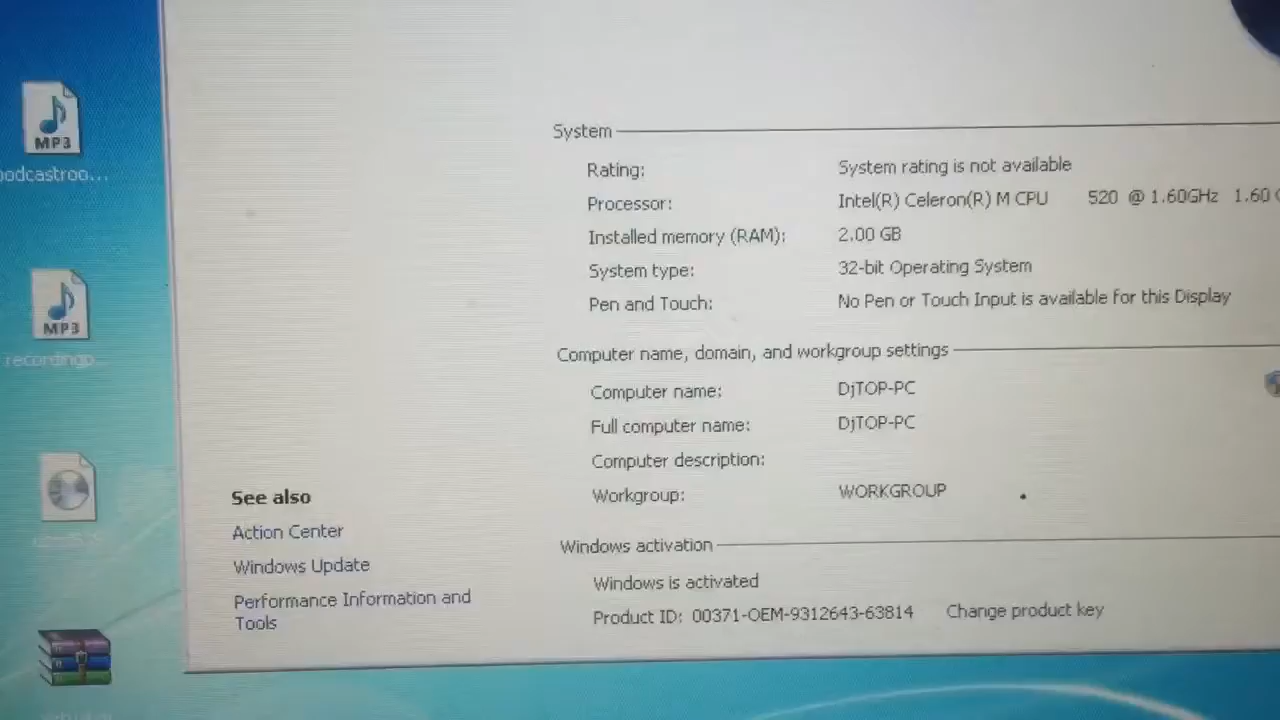 MP3
podcastroo...
MP3
recordingp...
System
Rating: System rating is not available
Processor: Intel(R) Celeron(R) M CPU 520 @ 1.60GHz 1.60
Installed memory (RAM): 2.00 GB
System type: 32-bit Operating System
Pen and Touch: No Pen or Touch Input is available for this Display
Computer name, domain, and workgroup settings
Computer name: DjTOP-PC
Full computer name: DjTOP-PC
Computer description:
Workgroup: WORKGROUP
Windows activation
Windows is activated
Product ID: 00371-OEM-9312643-63814 Change product key
See also
Action Center
Windows Update
Performance Information and
Tools